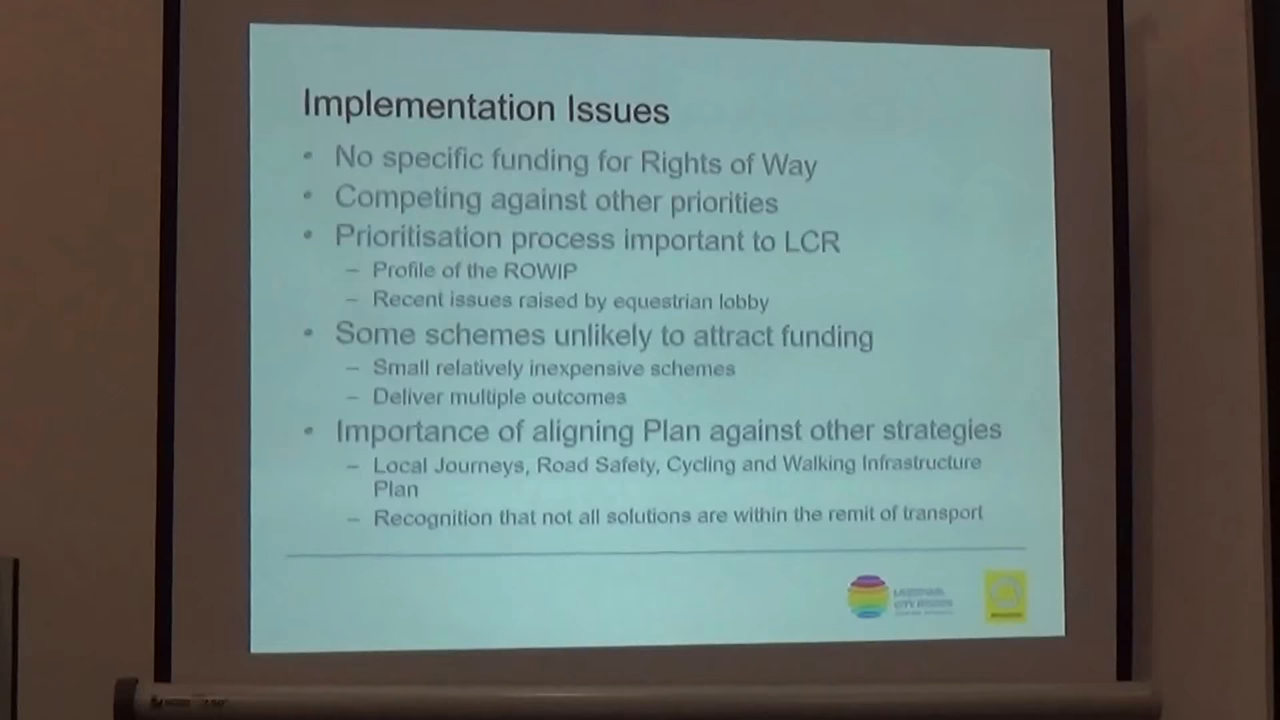 Implementation Issues
• No specific funding for Rights of Way
• Competing against other priorities
• Prioritisation process important to LCR
– Profile of the ROWIP
– Recent issues raised by equestrian lobby
• Some schemes unlikely to attract funding
– Small relatively inexpensive schemes
– Deliver multiple outcomes
• Importance of aligning Plan against other strategies
– Local Journeys, Road Safety, Cycling and Walking Infrastructure
Plan
– Recognition that not all solutions are within the remit of transport
LIVERPOOL
CITY REGION